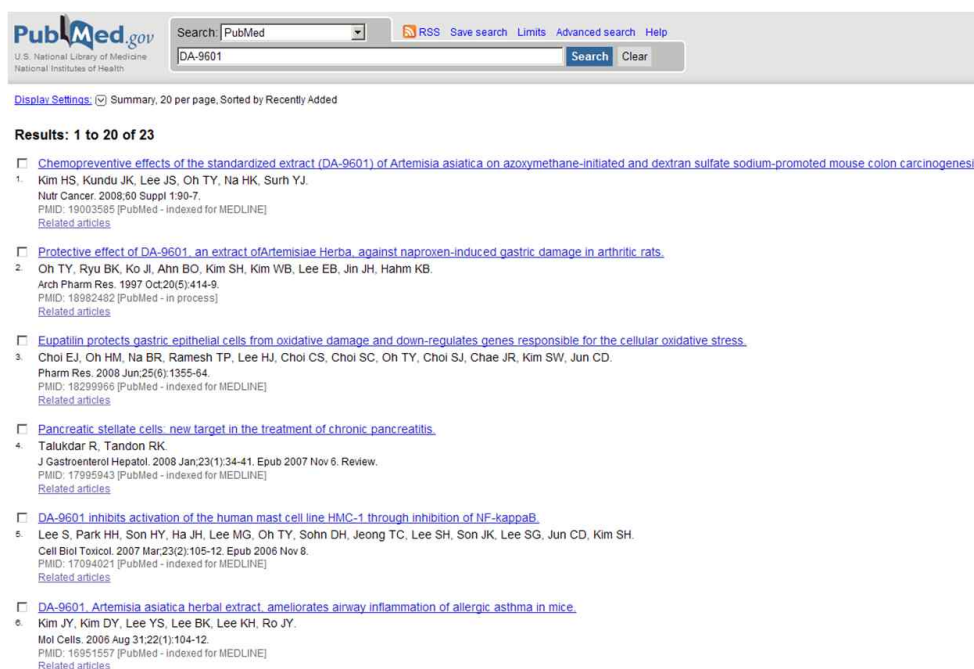 PubMed.gov
U.S. National Library of Medicine
National Institutes of Health
Search: PubMed
RSS Save search Limits Advanced search Help
DA-9601
Search Clear
Display Settings: Summary, 20 per page, Sorted by Recently Added
Results: 1 to 20 of 23
Chemopreventive effects of the standardized extract (DA-9601) of Artemisia asiatica on azoxymethane-initiated and dextran sulfate sodium-promoted mouse colon carcinogenesi
1. Kim HS, Kundu JK, Lee JS, Oh TY, Na HK, Surh YJ.
Nutr Cancer. 2008;60 Suppl 1:90-7.
PMID: 19003585 [PubMed - indexed for MEDLINE]
Related articles
Protective effect of DA-9601, an extract ofArtemisiae Herba, against naproxen-induced gastric damage in arthritic rats.
2. Oh TY, Ryu BK, Ko JI, Ahn BO, Kim SH, Kim WB, Lee EB, Jin JH, Hahm KB.
Arch Pharm Res. 1997 Oct;20(5):414-9.
PMID: 18982482 [PubMed - in process]
Related articles
Eupatilin protects gastric epithelial cells from oxidative damage and down-regulates genes responsible for the cellular oxidative stress.
3. Choi EJ, Oh HM, Na BR, Ramesh TP, Lee HJ, Choi CS, Choi SC, Oh TY, Choi SJ, Chae JR, Kim SW, Jun CD.
Pharm Res. 2008 Jun;25(6):1355-64.
PMID: 18299966 [PubMed - indexed for MEDLINE]
Related articles
Pancreatic stellate cells: new target in the treatment of chronic pancreatitis.
4. Talukdar R, Tandon RK.
J Gastroenterol Hepatol. 2008 Jan;23(1):34-41. Epub 2007 Nov 6. Review.
PMID: 17995943 [PubMed - indexed for MEDLINE]
Related articles
DA-9601 inhibits activation of the human mast cell line HMC-1 through inhibition of NF-kappaB.
5. Lee S, Park HH, Son HY, Ha JH, Lee MG, Oh TY, Sohn DH, Jeong TC, Lee SH, Son JK, Lee SG, Jun CD, Kim SH.
Cell Biol Toxicol. 2007 Mar;23(2):105-12. Epub 2006 Nov 8.
PMID: 17094021 [PubMed - indexed for MEDLINE]
Related articles
DA-9601, Artemisia asiatica herbal extract, ameliorates airway inflammation of allergic asthma in mice.
6. Kim JY, Kim DY, Lee YS, Lee BK, Lee KH, Ro JY.
Mol Cells. 2006 Aug 31;22(1):104-12.
PMID: 16951557 [PubMed - indexed for MEDLINE]
Related articles